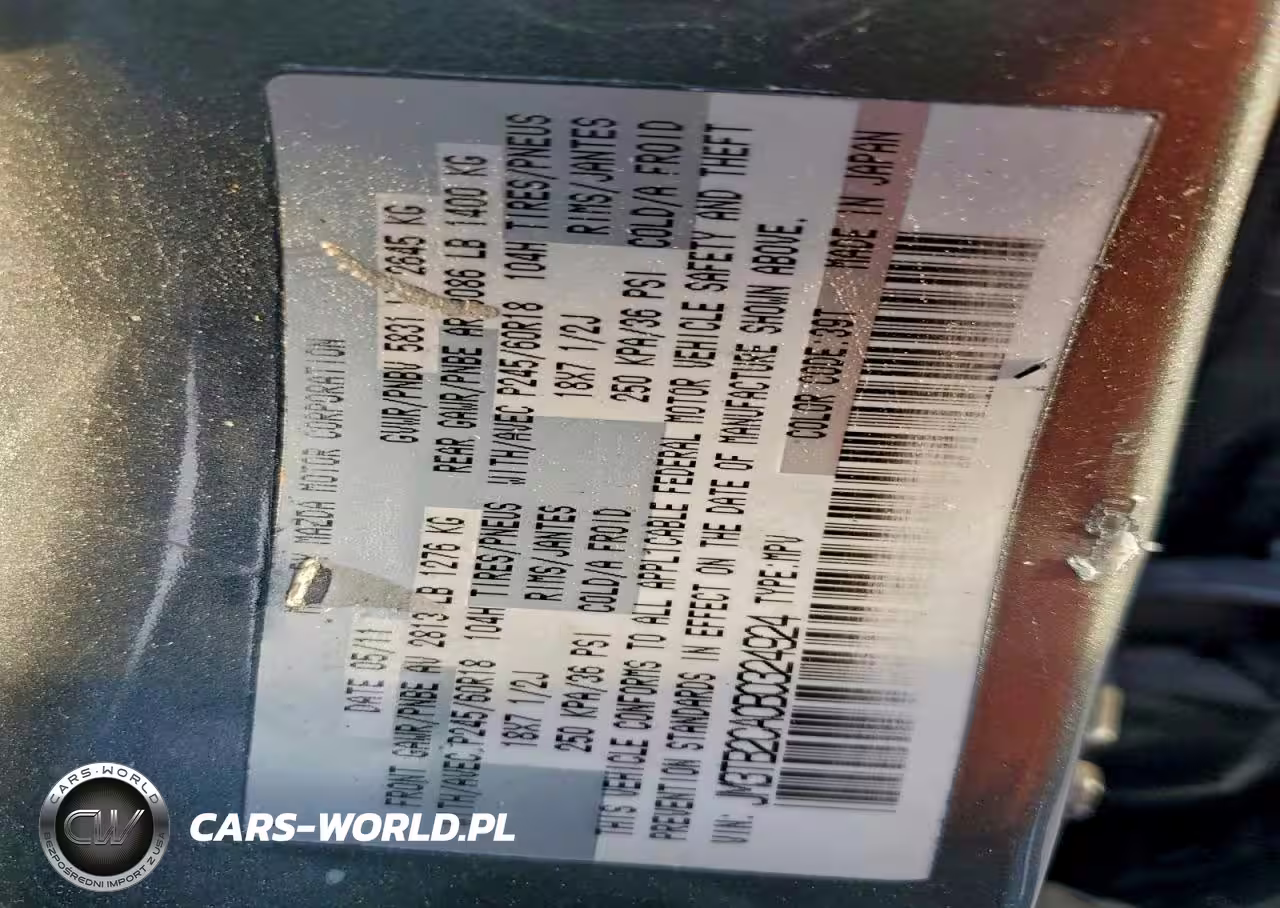 MAZDA MOTOR CORPORATION
DATE 05/11
GVWR/PNBV 5831 2645 KG
FRONT GAWR/PNBE AV 2813 LB 1276 KG
REAR GAWR/PNBE AR 3086 LB 1400 KG
WITH/AVEC P245/60R18 104H TIRES/PNEUS
WITH/AVEC P245/60R18 104H TIRES/PNEUS
18X7 1/2J RIMS/JANTES
18X7 1/2J RIMS/JANTES
250 KPA/36 PSI COLD/A FROID
250 KPA/36 PSI COLD/A FROID
THIS VEHICLE CONFORMS TO ALL APPLICABLE FEDERAL MOTOR VEHICLE SAFETY AND THEFT
PREVENTION STANDARDS IN EFFECT ON THE DATE OF MANUFACTURE SHOWN ABOVE.
VIN: JM3TB2CA0B0324924 TYPE:MPV
COLOR CODE 39T MADE IN JAPAN
CARS-WORLD
CW
BEZPOŚREDNI IMPORT Z USA
CARS-WORLD.PL